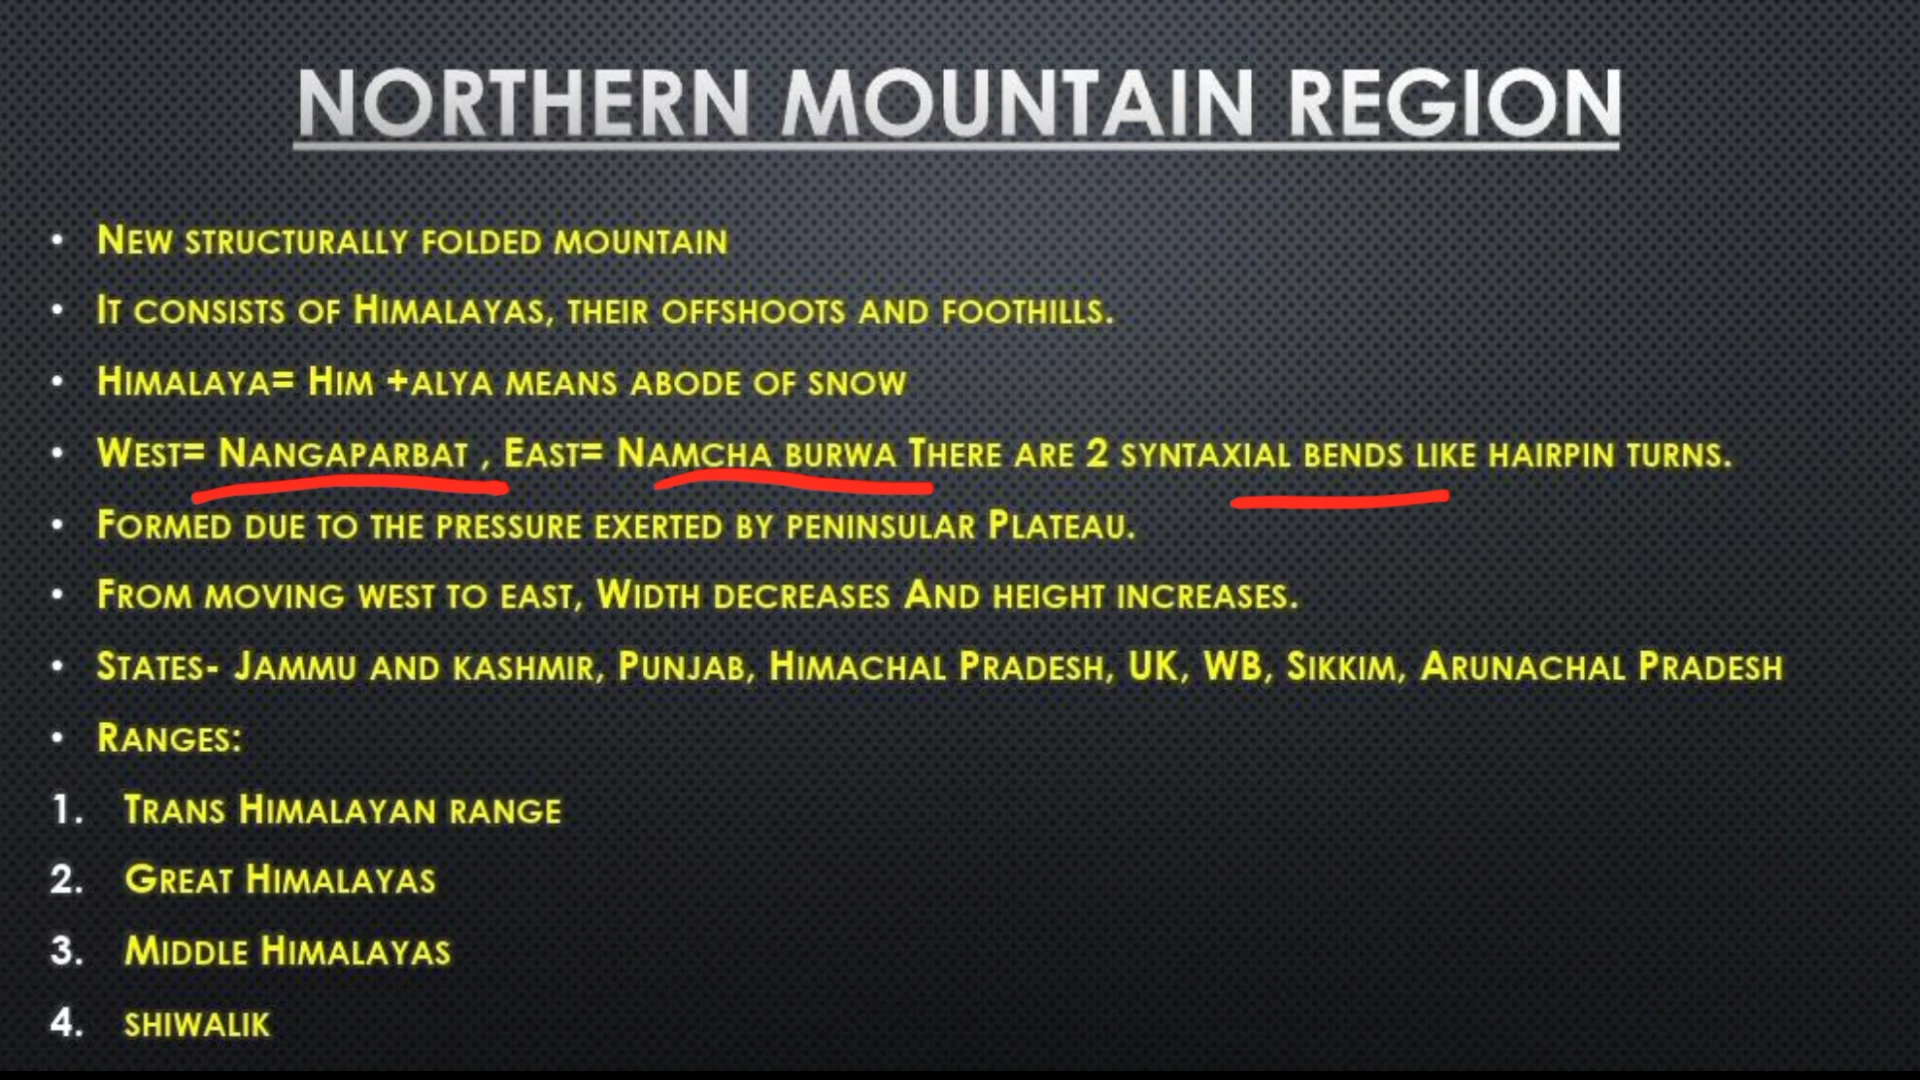 NORTHERN MOUNTAIN REGION
• NEW STRUCTURALLY FOLDED MOUNTAIN
• IT CONSISTS OF HIMALAYAS, THEIR OFFSHOOTS AND FOOTHILLS.
• HIMALAYA= HIM +ALYA MEANS ABODE OF SNOW
• WEST= NANGAPARBAT , EAST= NAMCHA BURWA THERE ARE 2 SYNTAXIAL BENDS LIKE HAIRPIN TURNS.
• FORMED DUE TO THE PRESSURE EXERTED BY PENINSULAR PLATEAU.
• FROM MOVING WEST TO EAST, WIDTH DECREASES AND HEIGHT INCREASES.
• STATES- JAMMU AND KASHMIR, PUNJAB, HIMACHAL PRADESH, UK, WB, SIKKIM, ARUNACHAL PRADESH
• RANGES:
1. TRANS HIMALAYAN RANGE
2. GREAT HIMALAYAS
3. MIDDLE HIMALAYAS
4. SHIWALIK